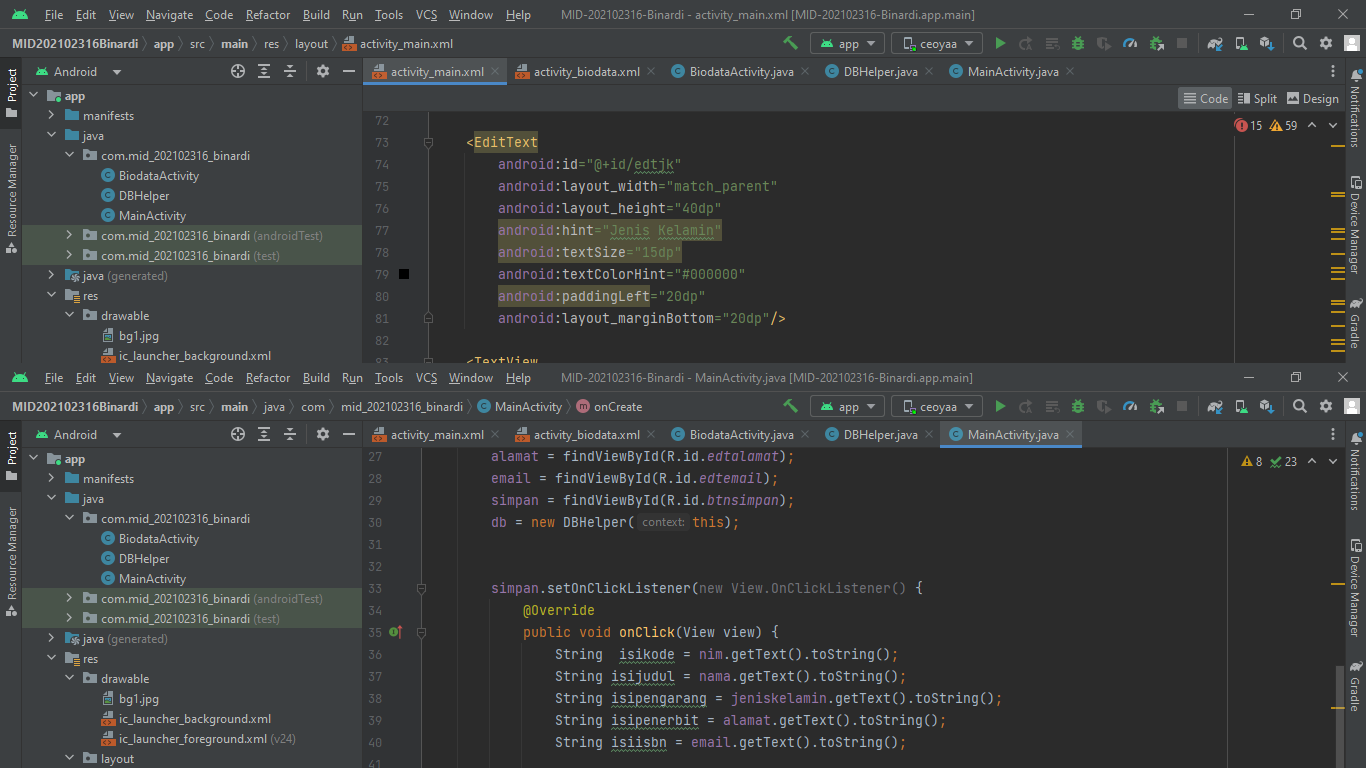 File Edit View Navigate Code Refactor Build Run Tools VCS Window Help MID-202102316-Binardi - activity_main.xml [MID-202102316-Binardi.app.main]
MID202102316Binardi app src main res layout activity_main.xml app ceoyaa
Project Android activity_main.xml activity_biodata.xml BiodataActivity.java DBHelper.java MainActivity.java Notifications
app Code Split Design
manifests
java
com.mid_202102316_binardi
BiodataActivity
DBHelper
MainActivity
com.mid_202102316_binardi (androidTest)
com.mid_202102316_binardi (test)
java (generated)
res
drawable
bg1.jpg
ic_launcher_background.xml
Resource Manager
15 59
72
73 <EditText
74 android:id="@+id/edtjk"
75 android:layout_width="match_parent"
76 android:layout_height="40dp"
77 android:hint="Jenis Kelamin"
78 android:textSize="15dp"
79 android:textColorHint="#000000"
80 android:paddingLeft="20dp"
81 android:layout_marginBottom="20dp"/>
82
83 <TextView
Device Manager
Gradle
File Edit View Navigate Code Refactor Build Run Tools VCS Window Help MID-202102316-Binardi - MainActivity.java [MID-202102316-Binardi.app.main]
MID202102316Binardi app src main java com mid_202102316_binardi MainActivity onCreate app ceoyaa
Project Android activity_main.xml activity_biodata.xml BiodataActivity.java DBHelper.java MainActivity.java Notifications
app
manifests
java
com.mid_202102316_binardi
BiodataActivity
DBHelper
MainActivity
com.mid_202102316_binardi (androidTest)
com.mid_202102316_binardi (test)
java (generated)
res
drawable
bg1.jpg
ic_launcher_background.xml
ic_launcher_foreground.xml (v24)
layout
Resource Manager
8 23
27 alamat = findViewById(R.id.edtalamat);
28 email = findViewById(R.id.edtemail);
29 simpan = findViewById(R.id.btnsimpan);
30 db = new DBHelper( context: this);
31
32
33 simpan.setOnClickListener(new View.OnClickListener() {
34 @Override
35 public void onClick(View view) {
36 String isikode = nim.getText().toString();
37 String isijudul = nama.getText().toString();
38 String isipengarang = jeniskelamin.getText().toString();
39 String isipenerbit = alamat.getText().toString();
40 String isiisbn = email.getText().toString();
41
Device Manager
Gradle